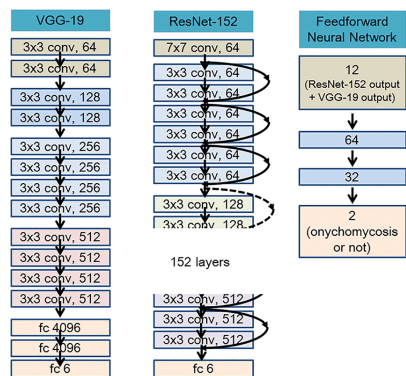 VGG-19
3x3 conv, 64
3x3 conv, 64
3x3 conv, 128
3x3 conv, 128
3x3 conv, 256
3x3 conv, 256
3x3 conv, 256
3x3 conv, 256
3x3 conv, 512
3x3 conv, 512
3x3 conv, 512
3x3 conv, 512
fc 4096
fc 4096
fc 6
ResNet-152
7x7 conv, 64
3x3 conv, 64
3x3 conv, 64
3x3 conv, 64
3x3 conv, 64
3x3 conv, 64
3x3 conv, 64
3x3 conv, 128
3x3 conv, 128
152 layers
3x3 conv, 512
3x3 conv, 512
3x3 conv, 512
fc 6
Feedforward
Neural Network
12
(ResNet-152 output
+ VGG-19 output)
64
32
2
(onychomycosis
or not)